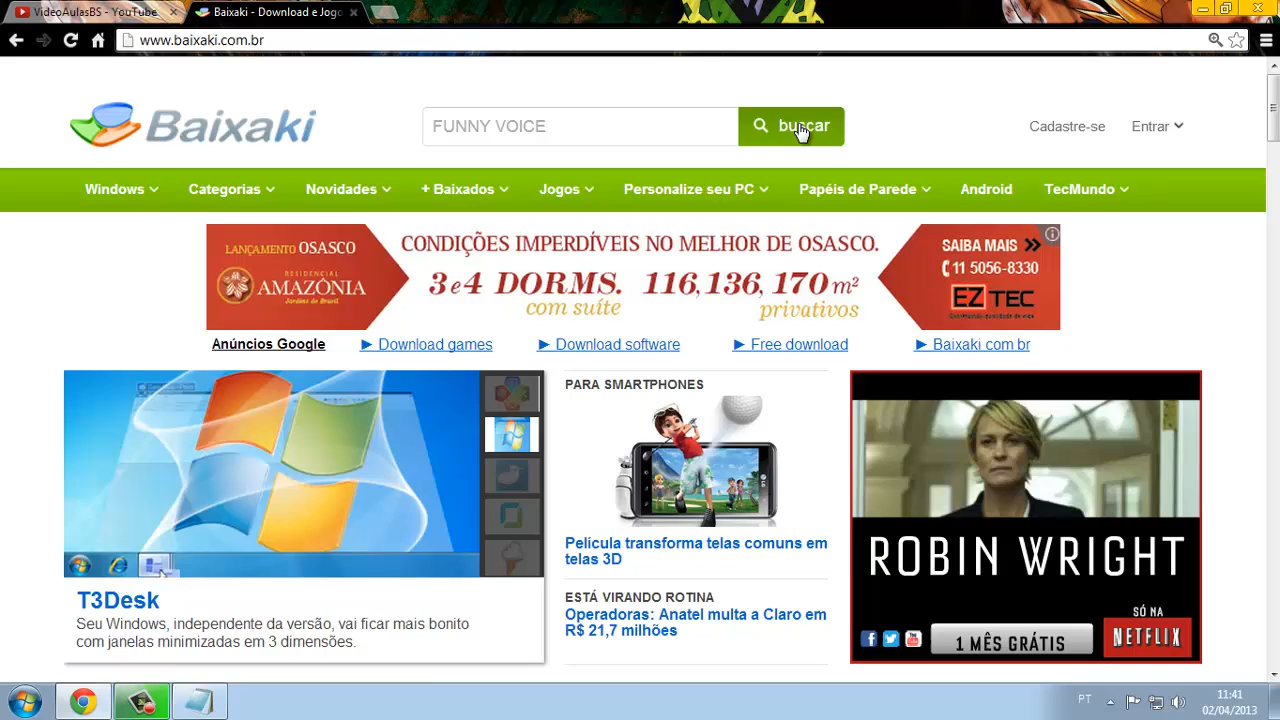 VideoAulasBS - YouTube
Baixaki - Download e Jogo
www.baixaki.com.br
Baixaki
FUNNY VOICE
buscar
Cadastre-se
Entrar
Windows
Categorias
Novidades
+ Baixados
Jogos
Personalize seu PC
Papéis de Parede
Android
TecMundo
LANÇAMENTO OSASCO
RESIDENCIAL
AMAZÔNIA
Jardins do Brasil
CONDIÇÕES IMPERDÍVEIS NO MELHOR DE OSASCO.
3 e 4 DORMS. 116,136,170 m²
com suíte
privativos
SAIBA MAIS
11 5056-8330
EZTEC
Anúncios Google
► Download games
► Download software
► Free download
► Baixaki com br
T3Desk
Seu Windows, independente da versão, vai ficar mais bonito
com janelas minimizadas em 3 dimensões.
PARA SMARTPHONES
LG
Película transforma telas comuns em
telas 3D
ESTÁ VIRANDO ROTINA
Operadoras: Anatel multa a Claro em
R$ 21,7 milhões
ROBIN WRIGHT
SÓ NA
NETFLIX
1 MÊS GRÁTIS
PT
11:41
02/04/2013